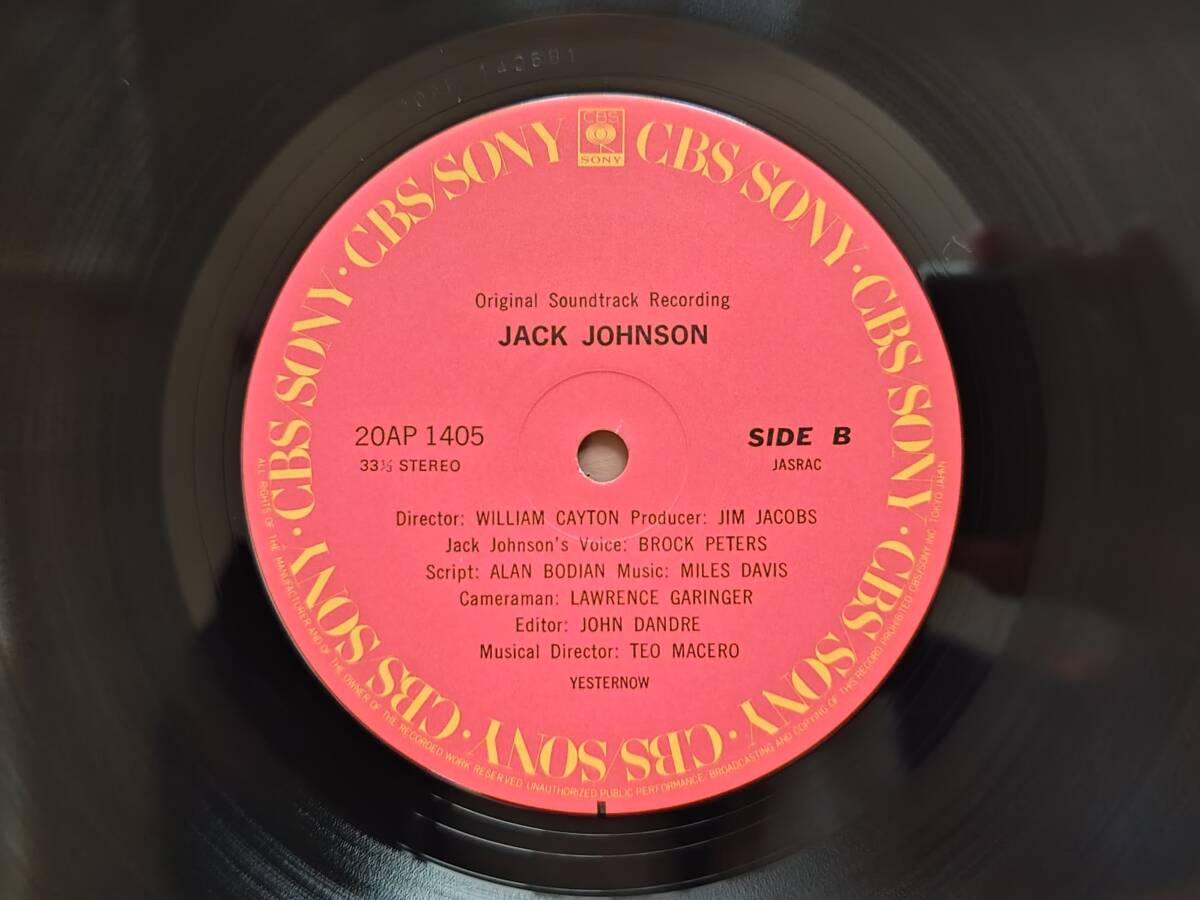 CBS
SONY
CBS/SONY · CBS/SONY · CBS/SONY · CBS/SONY · CBS/SONY · CBS/SONY · CBS/SONY · CBS/SONY
Original Soundtrack Recording
JACK JOHNSON
20AP 1405
SIDE B
33⅓ STEREO
JASRAC
Director: WILLIAM CAYTON Producer: JIM JACOBS
Jack Johnson's Voice: BROCK PETERS
Script: ALAN BODIAN Music: MILES DAVIS
Cameraman: LAWRENCE GARINGER
Editor: JOHN DANDRE
Musical Director: TEO MACERO
YESTERNOW
ALL RIGHTS OF THE MANUFACTURER AND OF THE OWNER OF THE RECORDED WORK RESERVED. UNAUTHORIZED PUBLIC PERFORMANCE, BROADCASTING AND COPYING OF THIS RECORD PROHIBITED CBS/SONY INC. TOKYO JAPAN